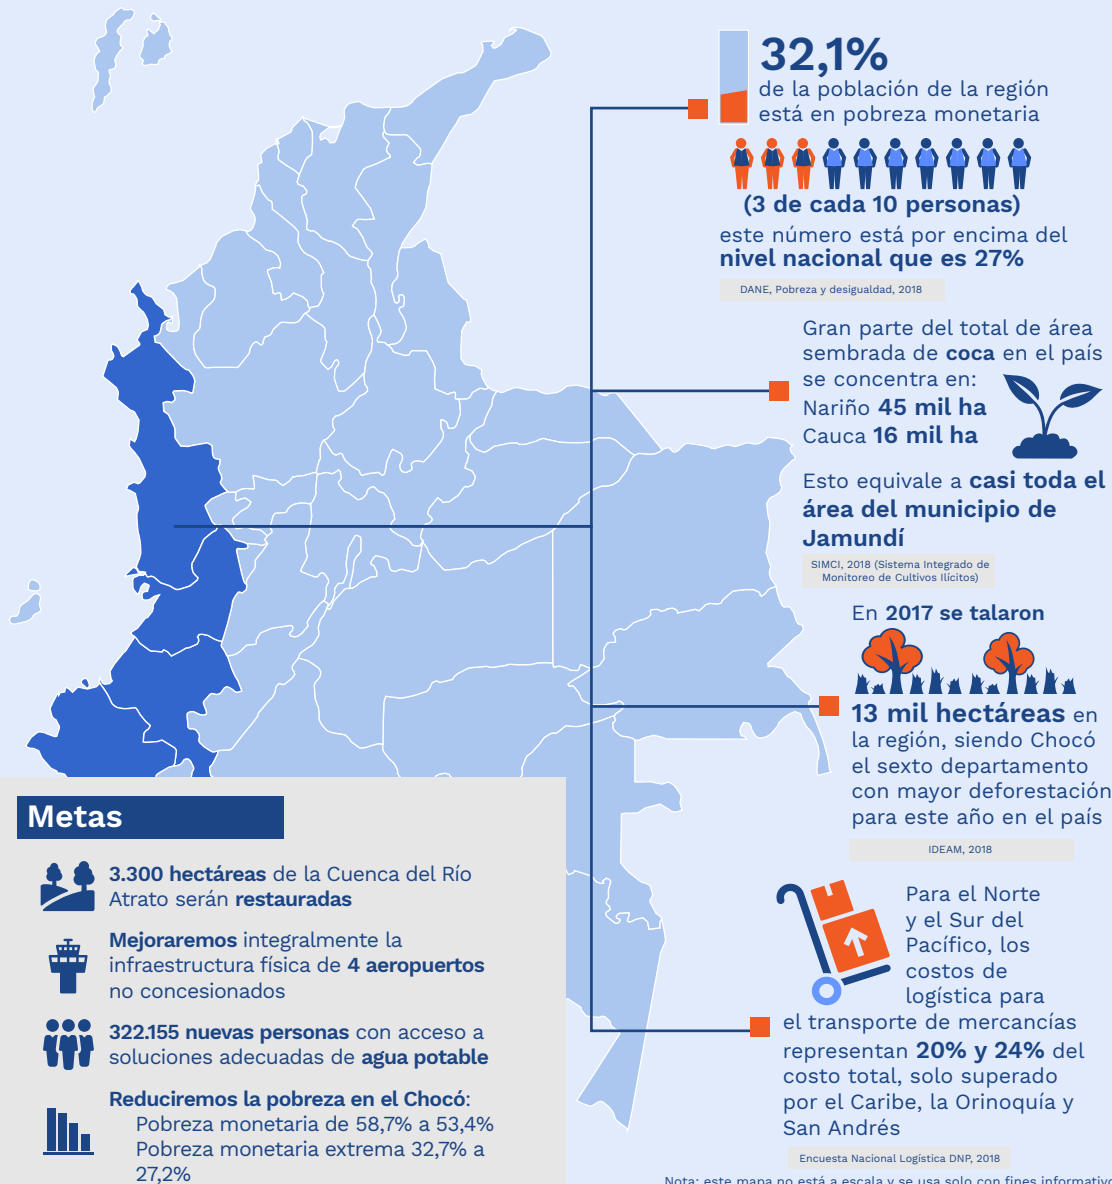 32,1%
de la población de la región
está en pobreza monetaria
(3 de cada 10 personas)
este número está por encima del
nivel nacional que es 27%
DANE, Pobreza y desigualdad, 2018
Gran parte del total de área
sembrada de coca en el país
se concentra en:
Nariño 45 mil ha
Cauca 16 mil ha
Esto equivale a casi toda el
área del municipio de
Jamundí
SIMCI, 2018 (Sistema Integrado de
Monitoreo de Cultivos Ilícitos)
En 2017 se talaron
13 mil hectáreas en
la región, siendo Chocó
el sexto departamento
con mayor deforestación
para este año en el país
IDEAM, 2018
Para el Norte
y el Sur del
Pacífico, los
costos de
logística para
el transporte de mercancías
representan 20% y 24% del
costo total, solo superado
por el Caribe, la Orinoquía y
San Andrés
Encuesta Nacional Logística DNP, 2018
Nota: este mapa no está a escala y se usa solo con fines informativo
Metas
3.300 hectáreas de la Cuenca del Río
Atrato serán restauradas
Mejoraremos integralmente la
infraestructura física de 4 aeropuertos
no concesionados
322.155 nuevas personas con acceso a
soluciones adecuadas de agua potable
Reduciremos la pobreza en el Chocó:
Pobreza monetaria de 58,7% a 53,4%
Pobreza monetaria extrema 32,7% a
27,2%